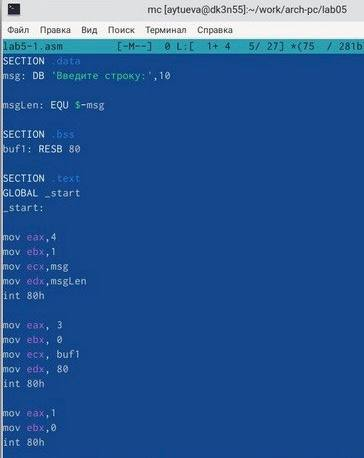 mc [aytueva@dk3n55]:~/work/arch-pc/lab05
Файл Правка Вид Поиск Терминал Справка
lab5-1.asm [-M--] 0 L:[ 1+ 4 5/ 27] *(75 / 281b
SECTION .data
msg: DB 'Введите строку:',10
msgLen: EQU $-msg
SECTION .bss
buf1: RESB 80
SECTION .text
GLOBAL _start
_start:
mov eax,4
mov ebx,1
mov ecx,msg
mov edx,msgLen
int 80h
mov eax, 3
mov ebx, 0
mov ecx, buf1
mov edx, 80
int 80h
mov eax,1
mov ebx,0
int 80h